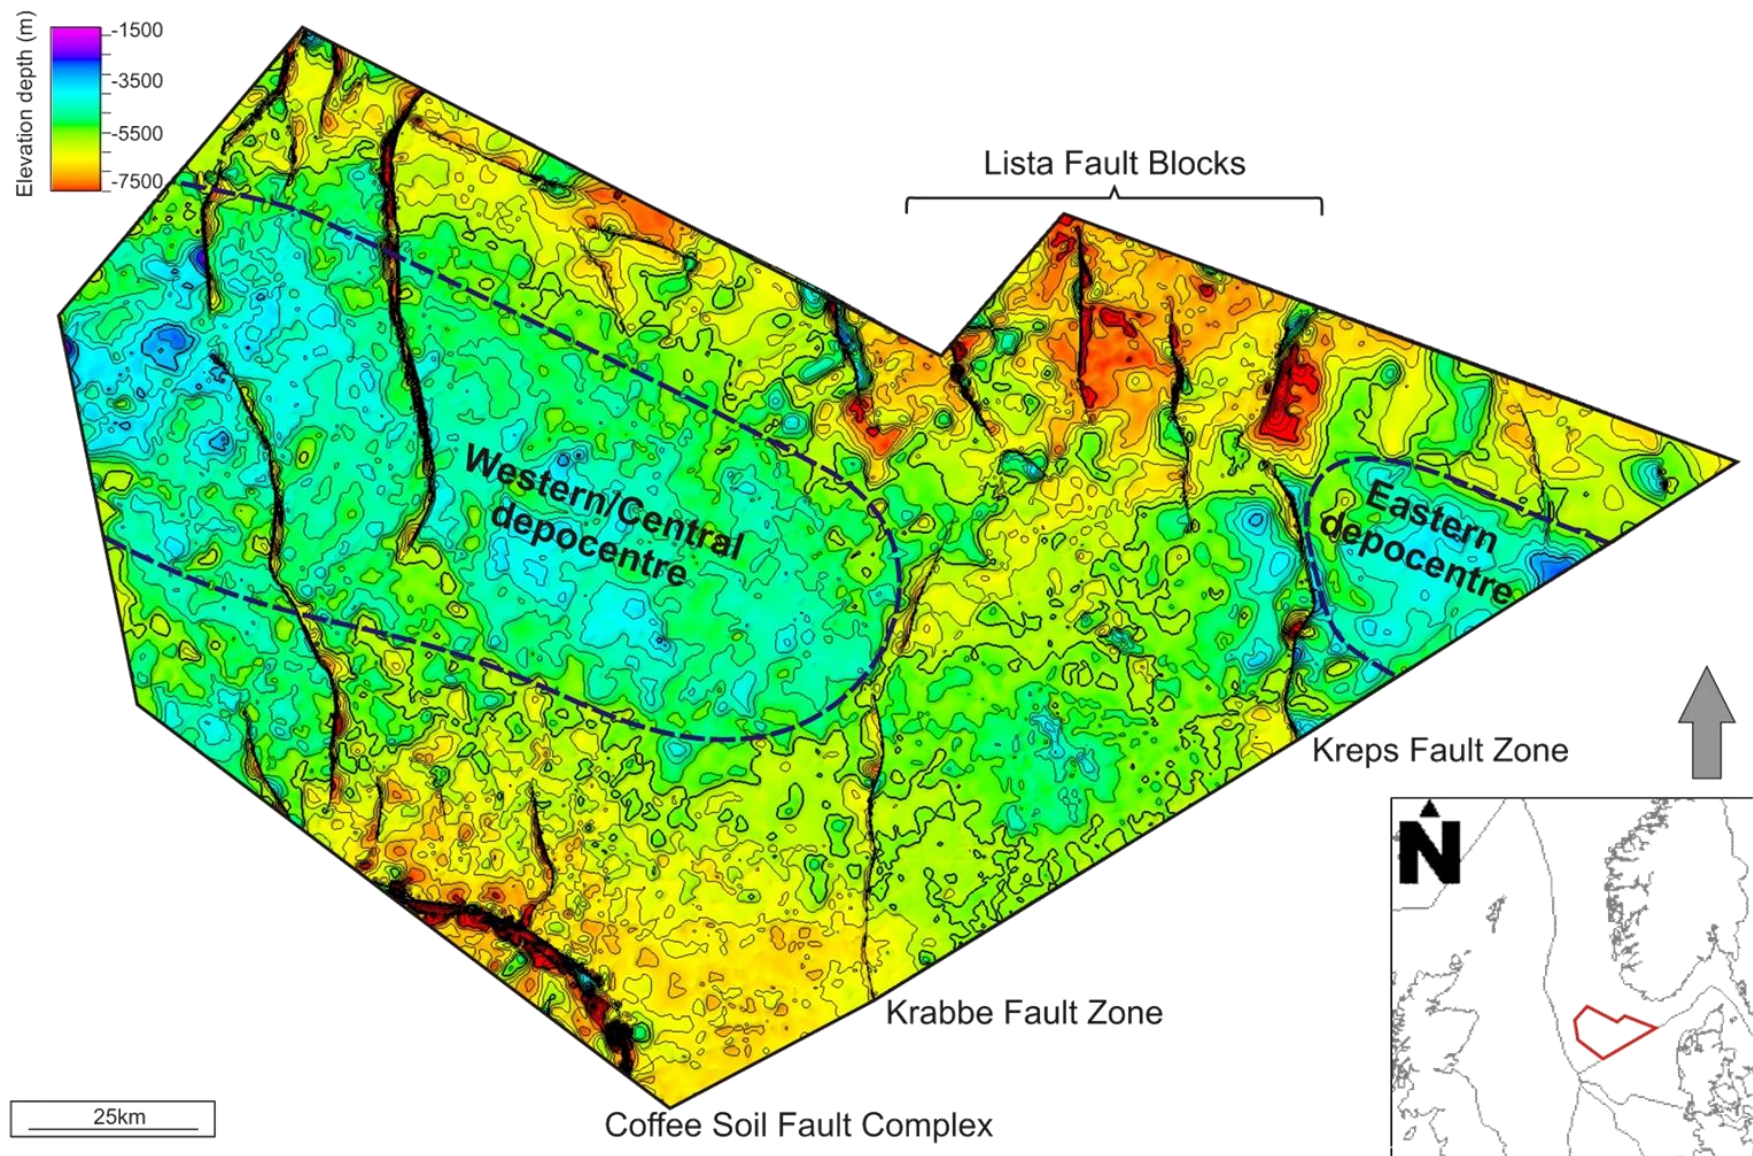 Elevation depth (m)
-1500
-3500
-5500
-7500
Lista Fault Blocks
Western/Central
depocentre
Eastern
depocentre
Kreps Fault Zone
Krabbe Fault Zone
Coffee Soil Fault Complex
25km
N